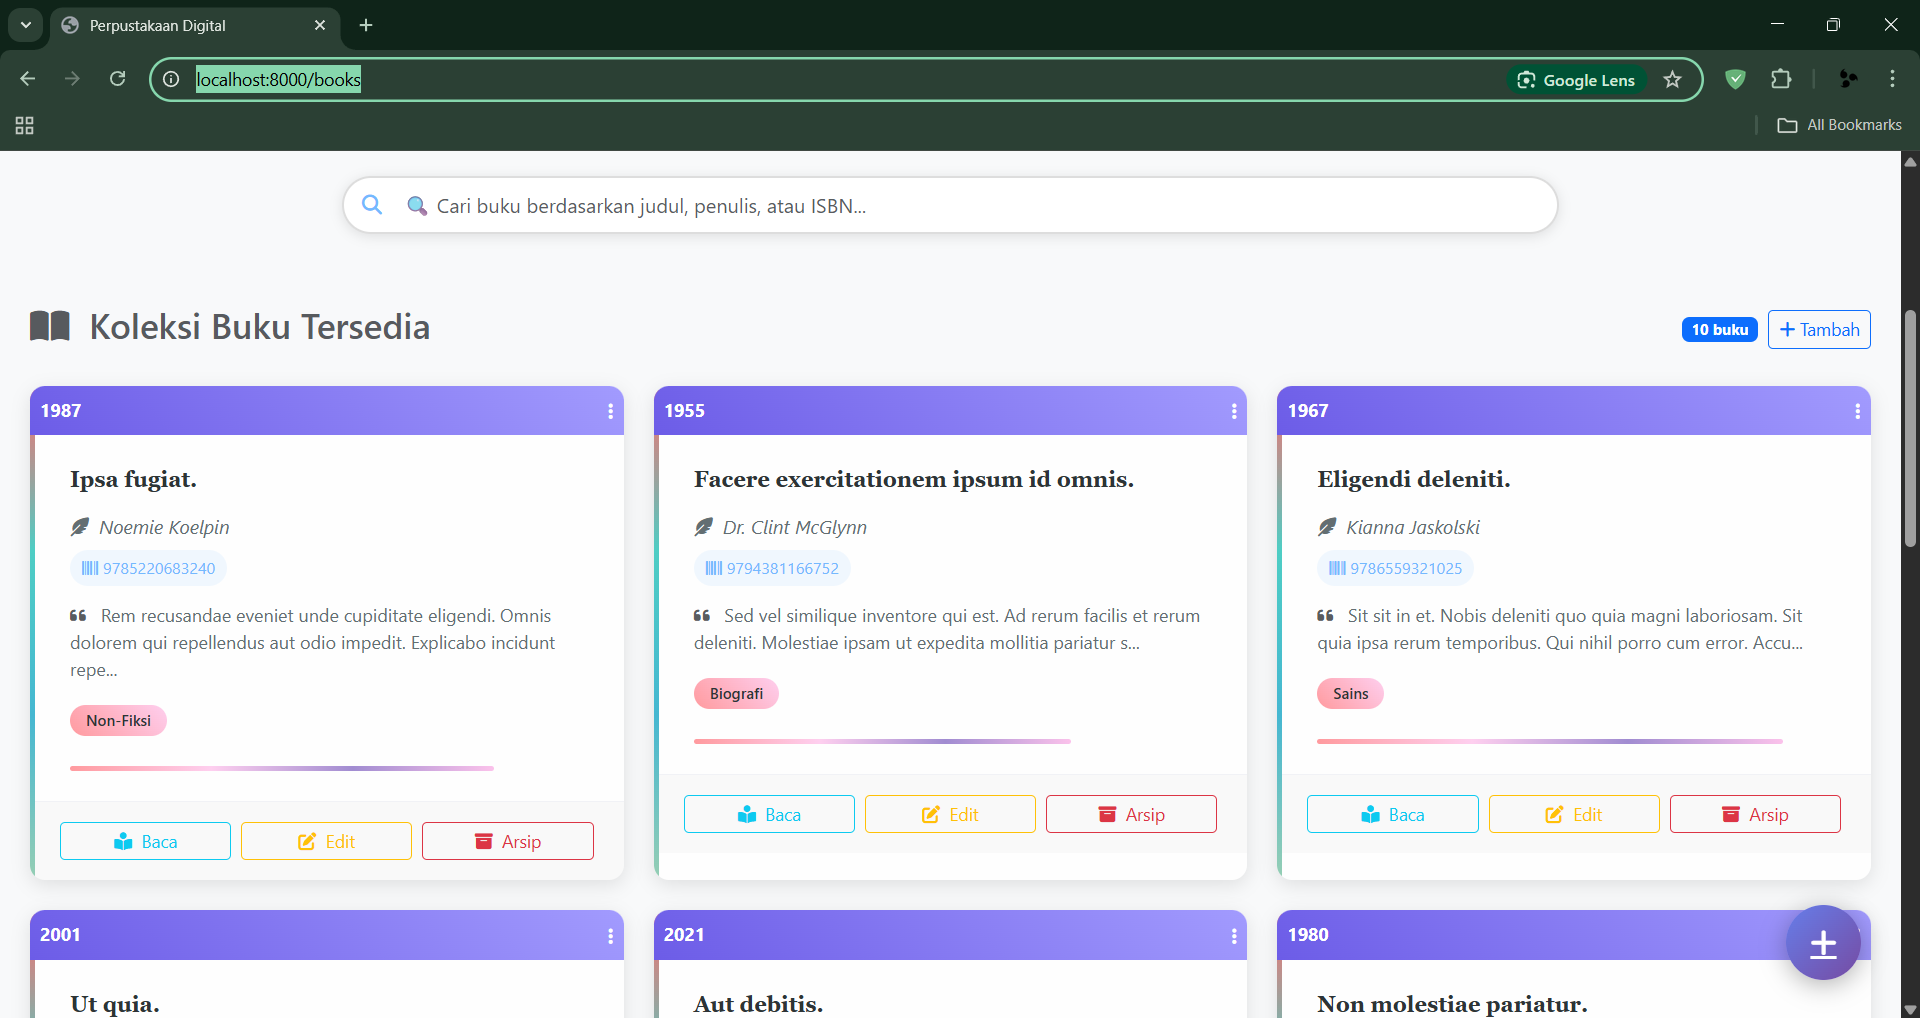 Perpustakaan Digital
localhost:8000/books
Google Lens
All Bookmarks
Cari buku berdasarkan judul, penulis, atau ISBN...
Koleksi Buku Tersedia
10 buku
+ Tambah
1987
Ipsa fugiat.
Noemie Koelpin
9785220683240
Rem recusandae eveniet unde cupiditate eligendi. Omnis
dolorem qui repellendus aut odio impedit. Explicabo incidunt
repe...
Non-Fiksi
Baca
Edit
Arsip
1955
Facere exercitationem ipsum id omnis.
Dr. Clint McGlynn
9794381166752
Sed vel similique inventore qui est. Ad rerum facilis et rerum
deleniti. Molestiae ipsam ut expedita mollitia pariatur s...
Biografi
Baca
Edit
Arsip
1967
Eligendi deleniti.
Kianna Jaskolski
9786559321025
Sit sit in et. Nobis deleniti quo quia magni laboriosam. Sit
quia ipsa rerum temporibus. Qui nihil porro cum error. Accu...
Sains
Baca
Edit
Arsip
2001
Ut quia.
2021
Aut debitis.
1980
Non molestiae pariatur.